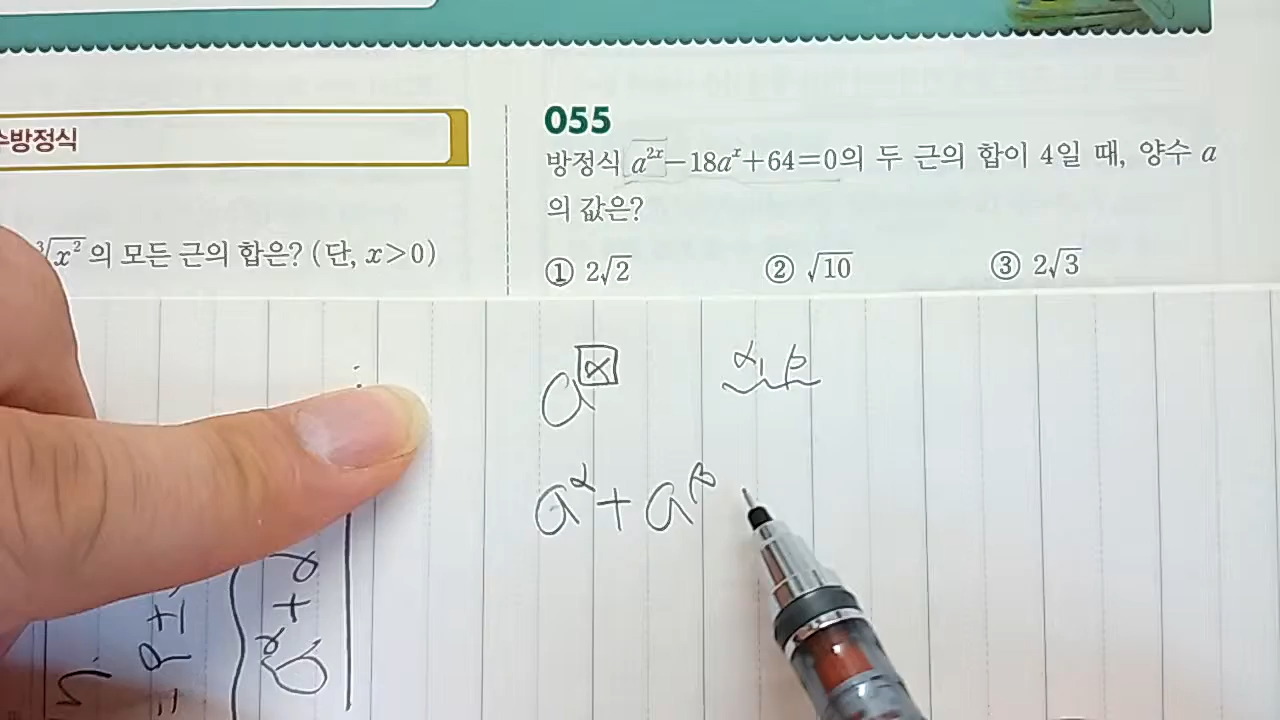 수방정식
∛x² 의 모든 근의 합은? (단, x>0)
055
방정식 a²ˣ−18aˣ+64=0의 두 근의 합이 4일 때, 양수 a
의 값은?
① 2√2 ② √10 ③ 2√3
a^α α, β
a^α + a^β